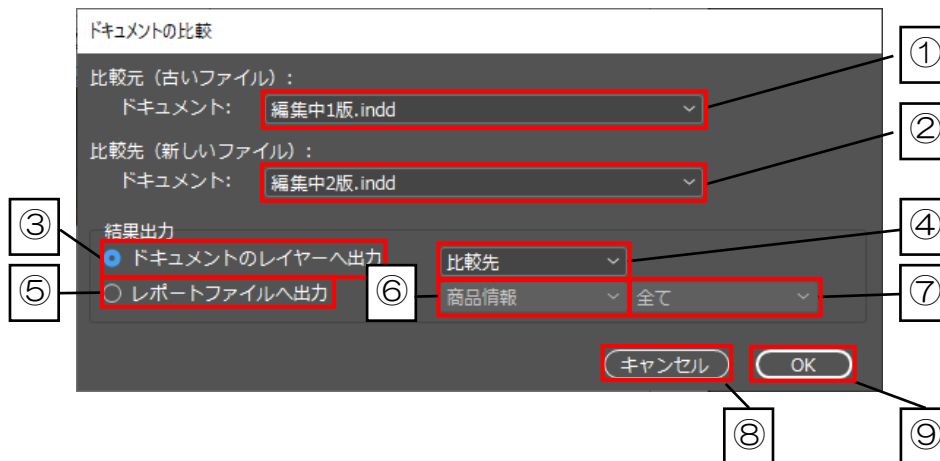 ドキュメントの比較
①
比較元（古いファイル）:
ドキュメント: 編集中1版.indd
②
比較先（新しいファイル）:
ドキュメント: 編集中2版.indd
③
結果出力
④
ドキュメントのレイヤーへ出力 比較先
⑤
レポートファイルへ出力
⑥
商品情報 全て
⑦
キャンセル OK
⑧
⑨